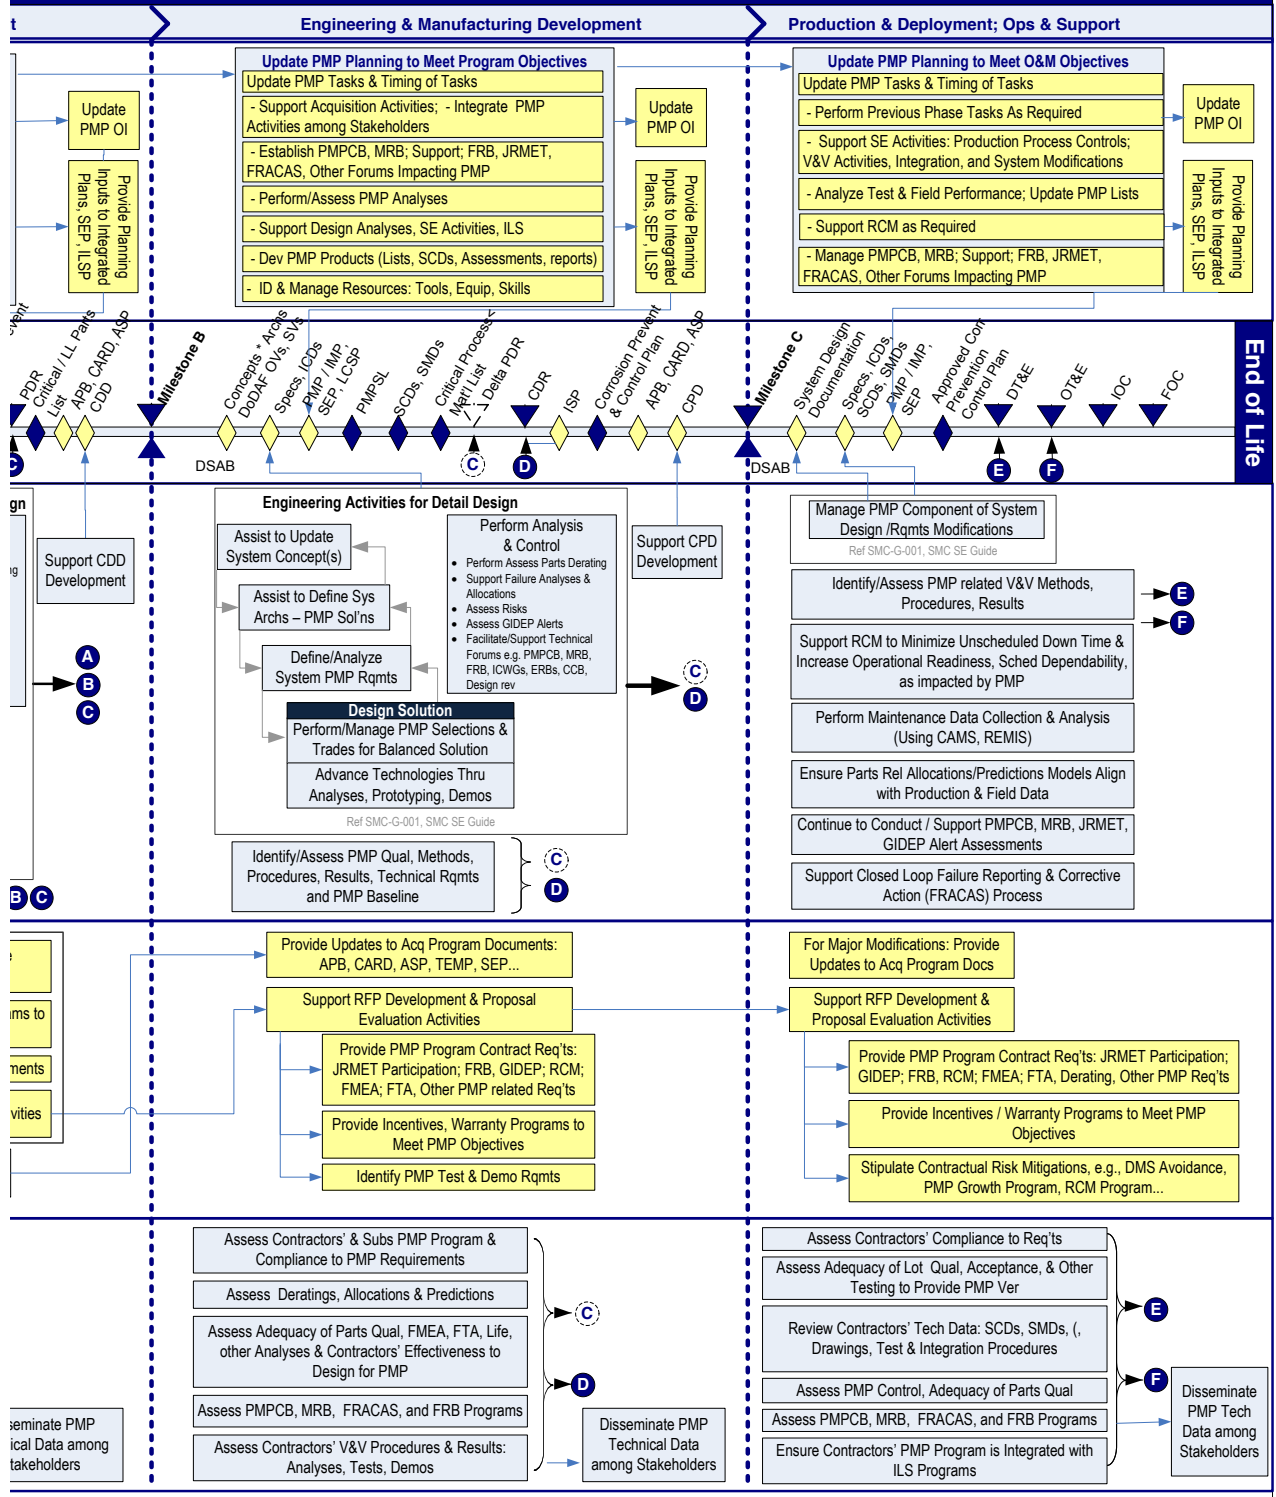 t
Engineering & Manufacturing Development
Production & Deployment; Ops & Support
Update PMP Planning to Meet Program Objectives
Update PMP Tasks & Timing of Tasks
- Support Acquisition Activities; - Integrate PMP
Activities among Stakeholders
- Establish PMPCB, MRB; Support; FRB, JRMET,
FRACAS, Other Forums Impacting PMP
- Perform/Assess PMP Analyses
- Support Design Analyses, SE Activities, ILS
- Dev PMP Products (Lists, SCDs, Assessments, reports)
- ID & Manage Resources: Tools, Equip, Skills
Update
PMP OI
Provide Planning
Inputs to Integrated
Plans, SEP, ILSP
Update
PMP OI
Provide Planning
Inputs to Integrated
Plans, SEP, ILSP
Update PMP Planning to Meet O&M Objectives
Update PMP Tasks & Timing of Tasks
- Perform Previous Phase Tasks As Required
- Support SE Activities: Production Process Controls;
V&V Activities, Integration, and System Modifications
- Analyze Test & Field Performance; Update PMP Lists
- Support RCM as Required
- Manage PMPCB, MRB; Support; FRB, JRMET,
FRACAS, Other Forums Impacting PMP
Update
PMP OI
Provide Planning
Inputs to Integrated
Plans, SEP, ILSP
vent
PDR
Critical / LL Parts
List
APB, CARD, ASP
CDD
Milestone B
Concepts * Archs
DoDAF OVs, SVs
Specs, ICDs
PMP / IMP,
SEP, LCSP
PMPSL
SCDs, SMDs
Critical Process<
Mat'l List
Delta PDR
CDR
ISP
Corrosion Prevent
& Control Plan
APB, CARD, ASP
CPD
Milestone C
System Design
Documentation
Specs, ICDs,
SCDs, SMDs
PMP / IMP,
SEP
Approved Corr
Prevention
Control Plan
DT&E
OT&E
IOC
FOC
End of Life
C
DSAB
C
D
DSAB
E
F
gn
ng
Support CDD
Development
A
B
C
B
C
Engineering Activities for Detail Design
Assist to Update
System Concept(s)
Assist to Define Sys
Archs – PMP Sol'ns
Define/Analyze
System PMP Rqmts
Design Solution
Perform/Manage PMP Selections &
Trades for Balanced Solution
Advance Technologies Thru
Analyses, Prototyping, Demos
Ref SMC-G-001, SMC SE Guide
Perform Analysis
& Control
• Perform Assess Parts Derating
• Support Failure Analyses &
Allocations
• Assess Risks
• Assess GIDEP Alerts
• Facilitate/Support Technical
Forums e.g. PMPCB, MRB,
FRB, ICWGs, ERBs, CCB,
Design rev
Support CPD
Development
C
D
Identify/Assess PMP Qual, Methods,
Procedures, Results, Technical Rqmts
and PMP Baseline
C
D
Manage PMP Component of System
Design /Rqmts Modifications
Ref SMC-G-001, SMC SE Guide
Identify/Assess PMP related V&V Methods,
Procedures, Results
E
F
Support RCM to Minimize Unscheduled Down Time &
Increase Operational Readiness, Sched Dependability,
as impacted by PMP
Perform Maintenance Data Collection & Analysis
(Using CAMS, REMIS)
Ensure Parts Rel Allocations/Predictions Models Align
with Production & Field Data
Continue to Conduct / Support PMPCB, MRB, JRMET,
GIDEP Alert Assessments
Support Closed Loop Failure Reporting & Corrective
Action (FRACAS) Process
e
ams to
ments
vities
Provide Updates to Acq Program Documents:
APB, CARD, ASP, TEMP, SEP...
Support RFP Development & Proposal
Evaluation Activities
Provide PMP Program Contract Req'ts:
JRMET Participation; FRB, GIDEP; RCM;
FMEA; FTA, Other PMP related Req'ts
Provide Incentives, Warranty Programs to
Meet PMP Objectives
Identify PMP Test & Demo Rqmts
For Major Modifications: Provide
Updates to Acq Program Docs
Support RFP Development &
Proposal Evaluation Activities
Provide PMP Program Contract Req'ts: JRMET Participation;
GIDEP; FRB, RCM; FMEA; FTA, Derating, Other PMP Req'ts
Provide Incentives / Warranty Programs to Meet PMP
Objectives
Stipulate Contractual Risk Mitigations, e.g., DMS Avoidance,
PMP Growth Program, RCM Program...
seminate PMP
ical Data among
takeholders
Assess Contractors' & Subs PMP Program &
Compliance to PMP Requirements
Assess Deratings, Allocations & Predictions
Assess Adequacy of Parts Qual, FMEA, FTA, Life,
other Analyses & Contractors' Effectiveness to
Design for PMP
Assess PMPCB, MRB, FRACAS, and FRB Programs
Assess Contractors' V&V Procedures & Results:
Analyses, Tests, Demos
C
D
Disseminate PMP
Technical Data
among Stakeholders
Assess Contractors' Compliance to Req'ts
Assess Adequacy of Lot Qual, Acceptance, & Other
Testing to Provide PMP Ver
Review Contractors' Tech Data: SCDs, SMDs, (,
Drawings, Test & Integration Procedures
Assess PMP Control, Adequacy of Parts Qual
Assess PMPCB, MRB, FRACAS, and FRB Programs
Ensure Contractors' PMP Program is Integrated with
ILS Programs
E
F
Disseminate
PMP Tech
Data among
Stakeholders